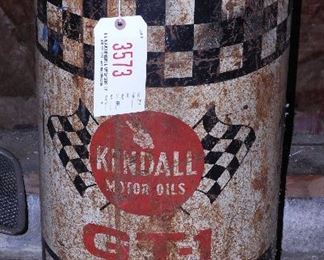 3573
KENDALL
MOTOR OILS
GT-1